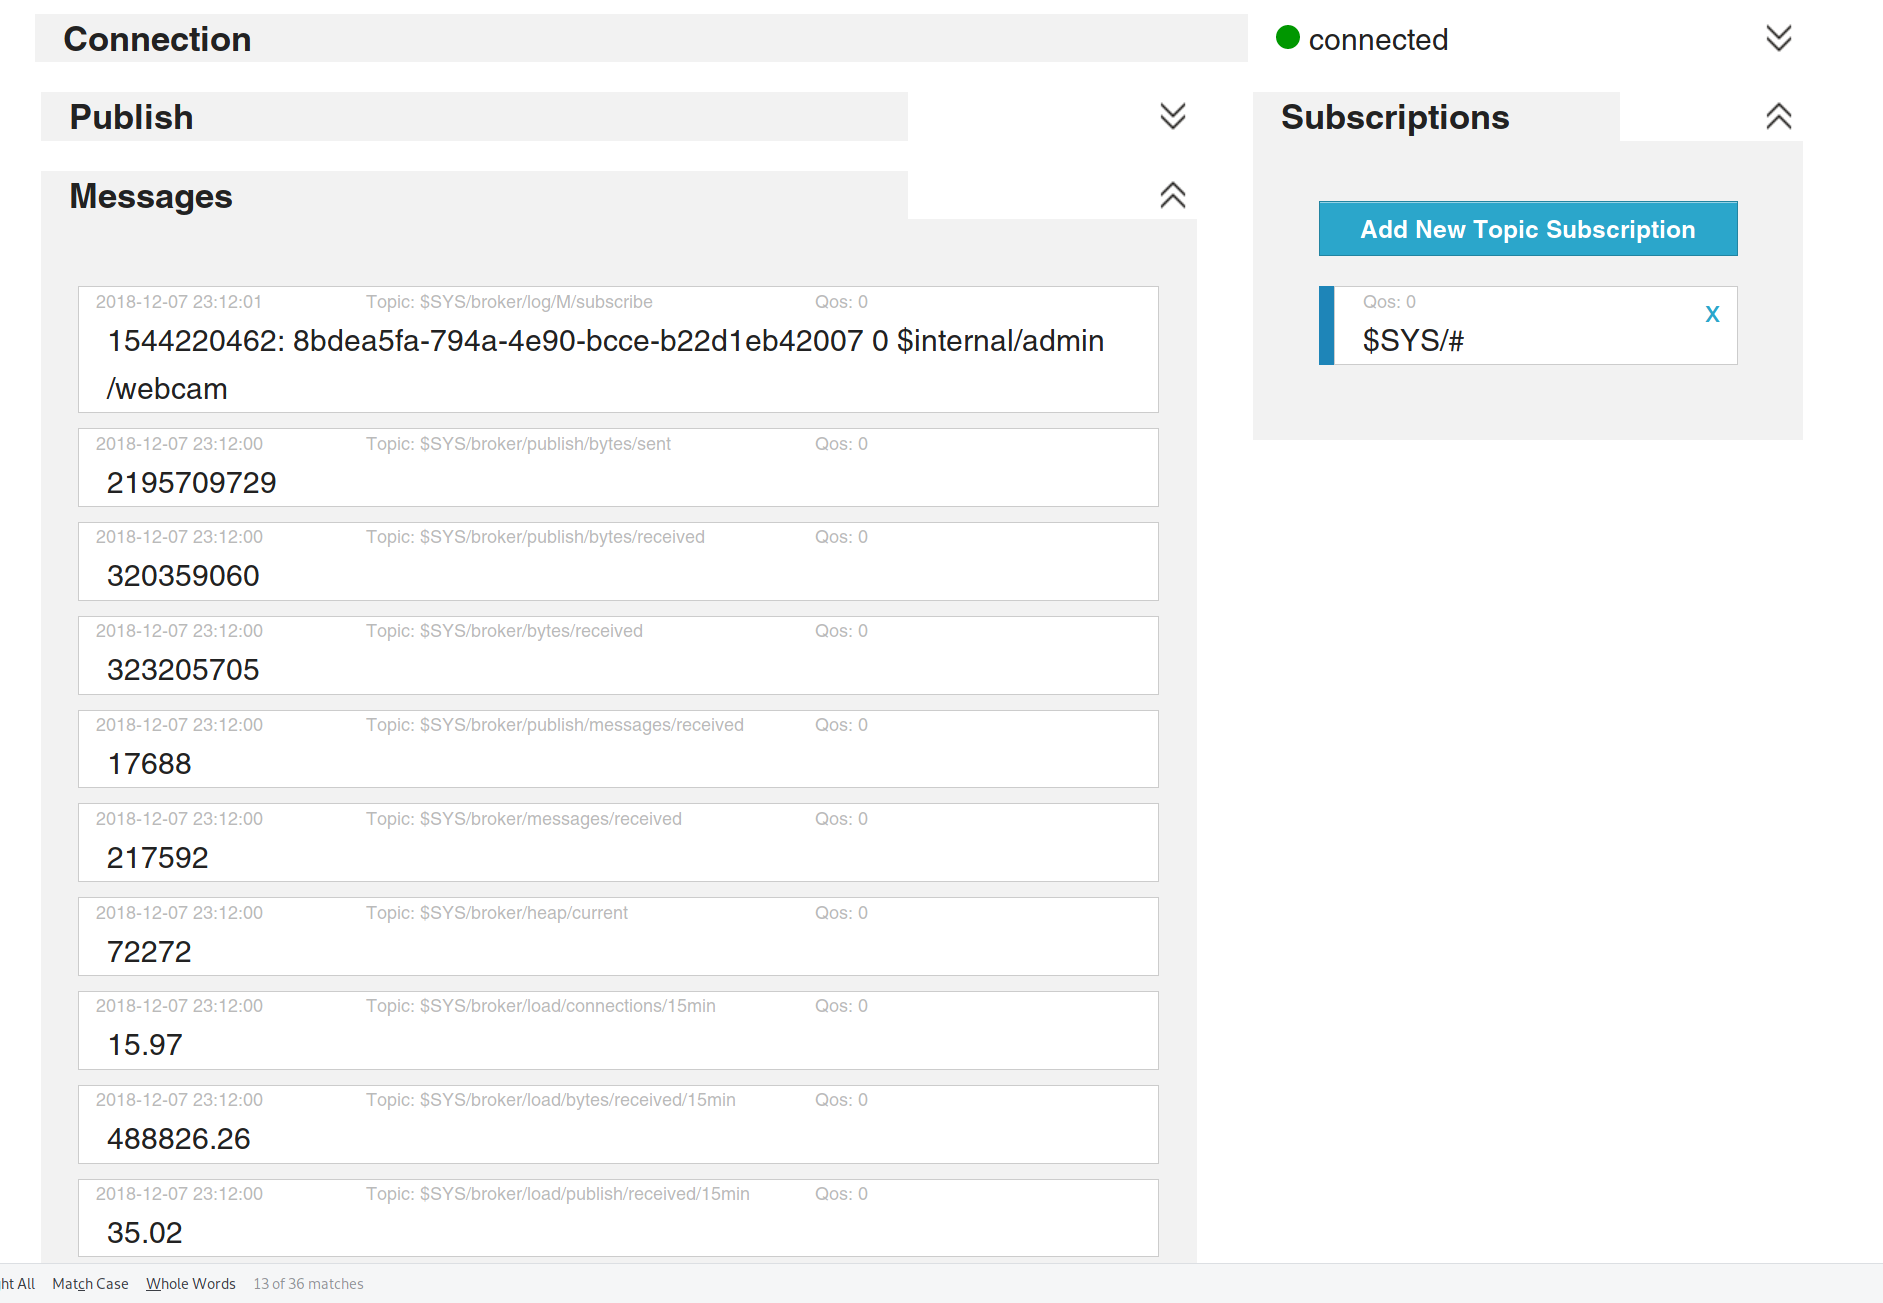 Connection
connected
Publish
Subscriptions
Messages
Add New Topic Subscription
Qos: 0
X
$SYS/#
2018-12-07 23:12:01 Topic: $SYS/broker/log/M/subscribe Qos: 0
1544220462: 8bdea5fa-794a-4e90-bcce-b22d1eb42007 0 $internal/admin
/webcam
2018-12-07 23:12:00 Topic: $SYS/broker/publish/bytes/sent Qos: 0
2195709729
2018-12-07 23:12:00 Topic: $SYS/broker/publish/bytes/received Qos: 0
320359060
2018-12-07 23:12:00 Topic: $SYS/broker/bytes/received Qos: 0
323205705
2018-12-07 23:12:00 Topic: $SYS/broker/publish/messages/received Qos: 0
17688
2018-12-07 23:12:00 Topic: $SYS/broker/messages/received Qos: 0
217592
2018-12-07 23:12:00 Topic: $SYS/broker/heap/current Qos: 0
72272
2018-12-07 23:12:00 Topic: $SYS/broker/load/connections/15min Qos: 0
15.97
2018-12-07 23:12:00 Topic: $SYS/broker/load/bytes/received/15min Qos: 0
488826.26
2018-12-07 23:12:00 Topic: $SYS/broker/load/publish/received/15min Qos: 0
35.02
ht All Match Case Whole Words 13 of 36 matches